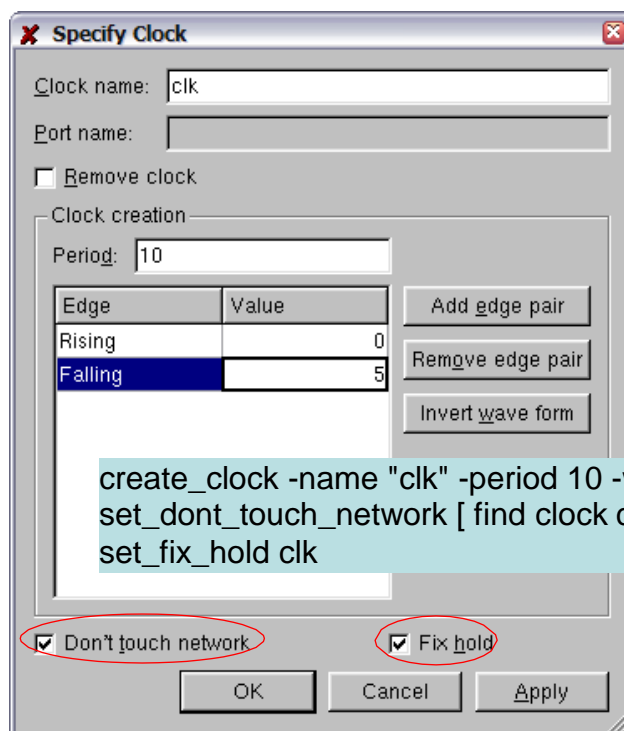 Specify Clock
Clock name: clk
Port name:
Remove clock
Clock creation
Period: 10
Edge Value
Rising 0
Falling 5
Add edge pair
Remove edge pair
Invert wave form
create_clock -name "clk" -period 10 -
set_dont_touch_network [ find clock
set_fix_hold clk
Don't touch network
Fix hold
OK Cancel Apply